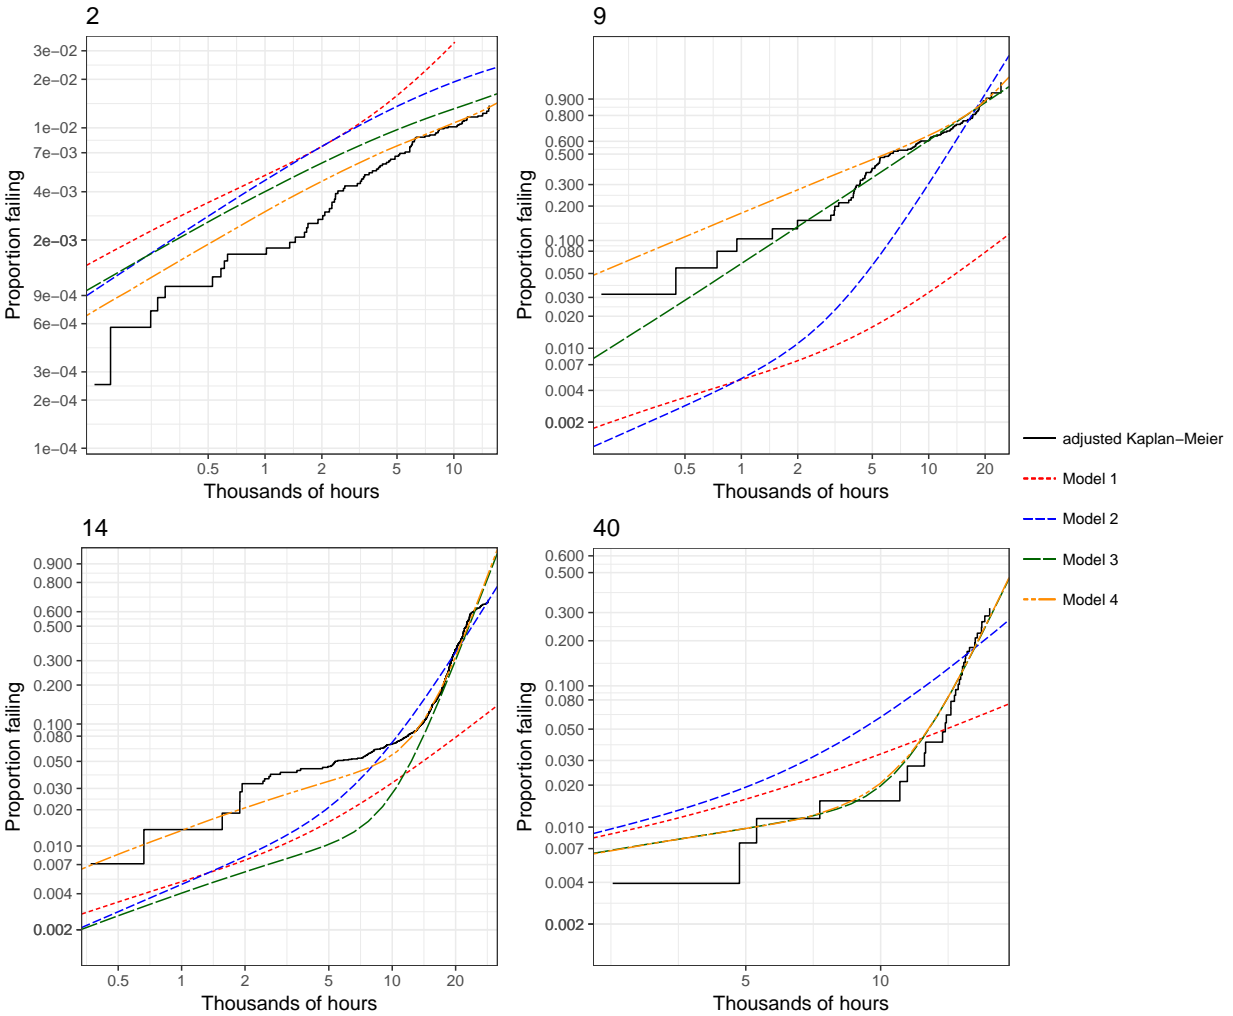 2
3e−02
2e−02
1e−02
7e−03
4e−03
2e−03
9e−04
6e−04
3e−04
2e−04
1e−04
Proportion failing
0.5 1 2 5 10
Thousands of hours
9
0.900
0.800
0.600
0.500
0.300
0.200
0.100
0.080
0.050
0.030
0.020
0.010
0.007
0.004
0.002
Proportion failing
0.5 1 2 5 10 20
Thousands of hours
14
0.900
0.800
0.600
0.500
0.300
0.200
0.100
0.080
0.050
0.030
0.020
0.010
0.007
0.004
0.002
Proportion failing
0.5 1 2 5 10 20
Thousands of hours
40
0.600
0.500
0.300
0.200
0.100
0.080
0.050
0.030
0.020
0.010
0.007
0.004
0.002
Proportion failing
5 10
Thousands of hours
adjusted Kaplan−Meier
Model 1
Model 2
Model 3
Model 4